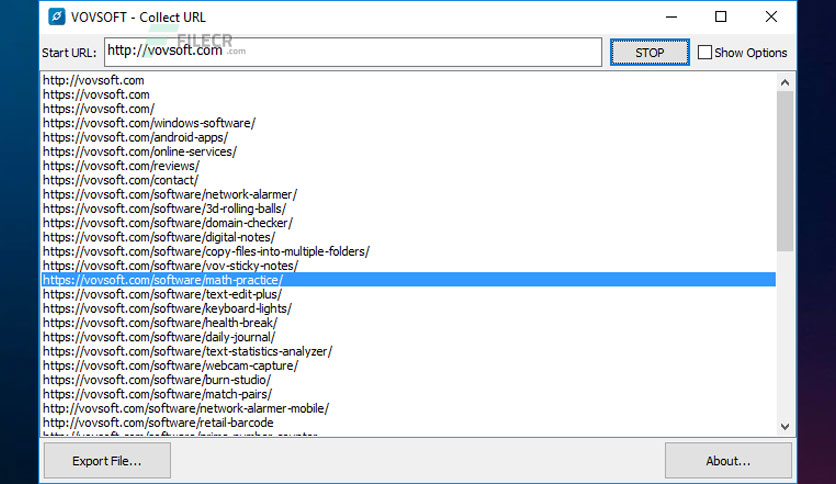 VOVSOFT - Collect URL
FILECR
.com
Start URL: http://vovsoft.com STOP Show Options
http://vovsoft.com
https://vovsoft.com
https://vovsoft.com/
https://vovsoft.com/windows-software/
https://vovsoft.com/android-apps/
https://vovsoft.com/online-services/
https://vovsoft.com/reviews/
https://vovsoft.com/contact/
https://vovsoft.com/software/network-alarmer/
https://vovsoft.com/software/3d-rolling-balls/
https://vovsoft.com/software/domain-checker/
https://vovsoft.com/software/digital-notes/
https://vovsoft.com/software/copy-files-into-multiple-folders/
https://vovsoft.com/software/vov-sticky-notes/
https://vovsoft.com/software/math-practice/
https://vovsoft.com/software/text-edit-plus/
https://vovsoft.com/software/keyboard-lights/
https://vovsoft.com/software/health-break/
https://vovsoft.com/software/daily-journal/
https://vovsoft.com/software/text-statistics-analyzer/
https://vovsoft.com/software/webcam-capture/
https://vovsoft.com/software/burn-studio/
https://vovsoft.com/software/match-pairs/
http://vovsoft.com/software/network-alarmer-mobile/
http://vovsoft.com/software/retail-barcode
Export File... About...